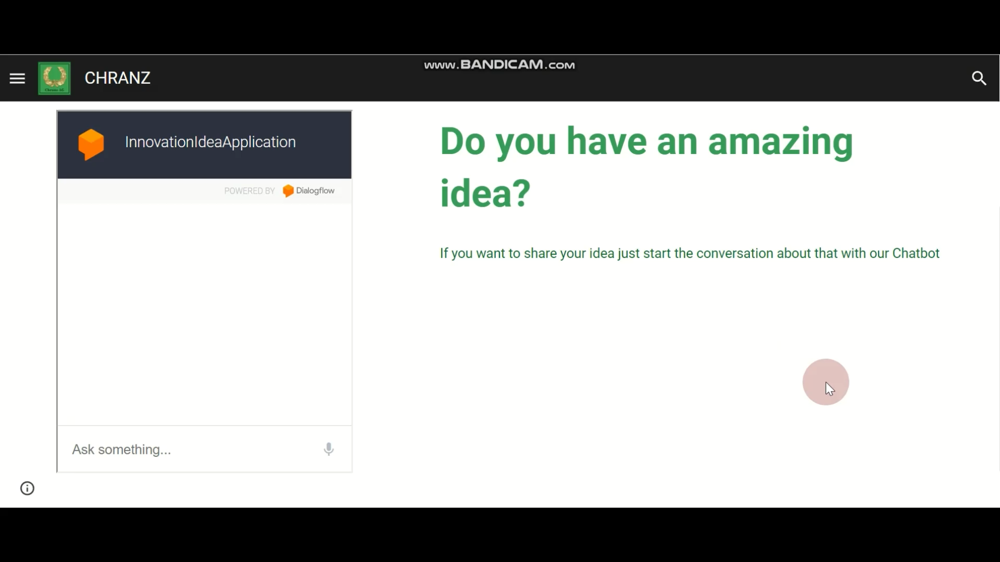 www.BANDICAM.com
Chranz AG
CHRANZ
InnovationIdeaApplication
POWERED BY Dialogflow
Ask something...
Do you have an amazing
idea?
If you want to share your idea just start the conversation about that with our Chatbot